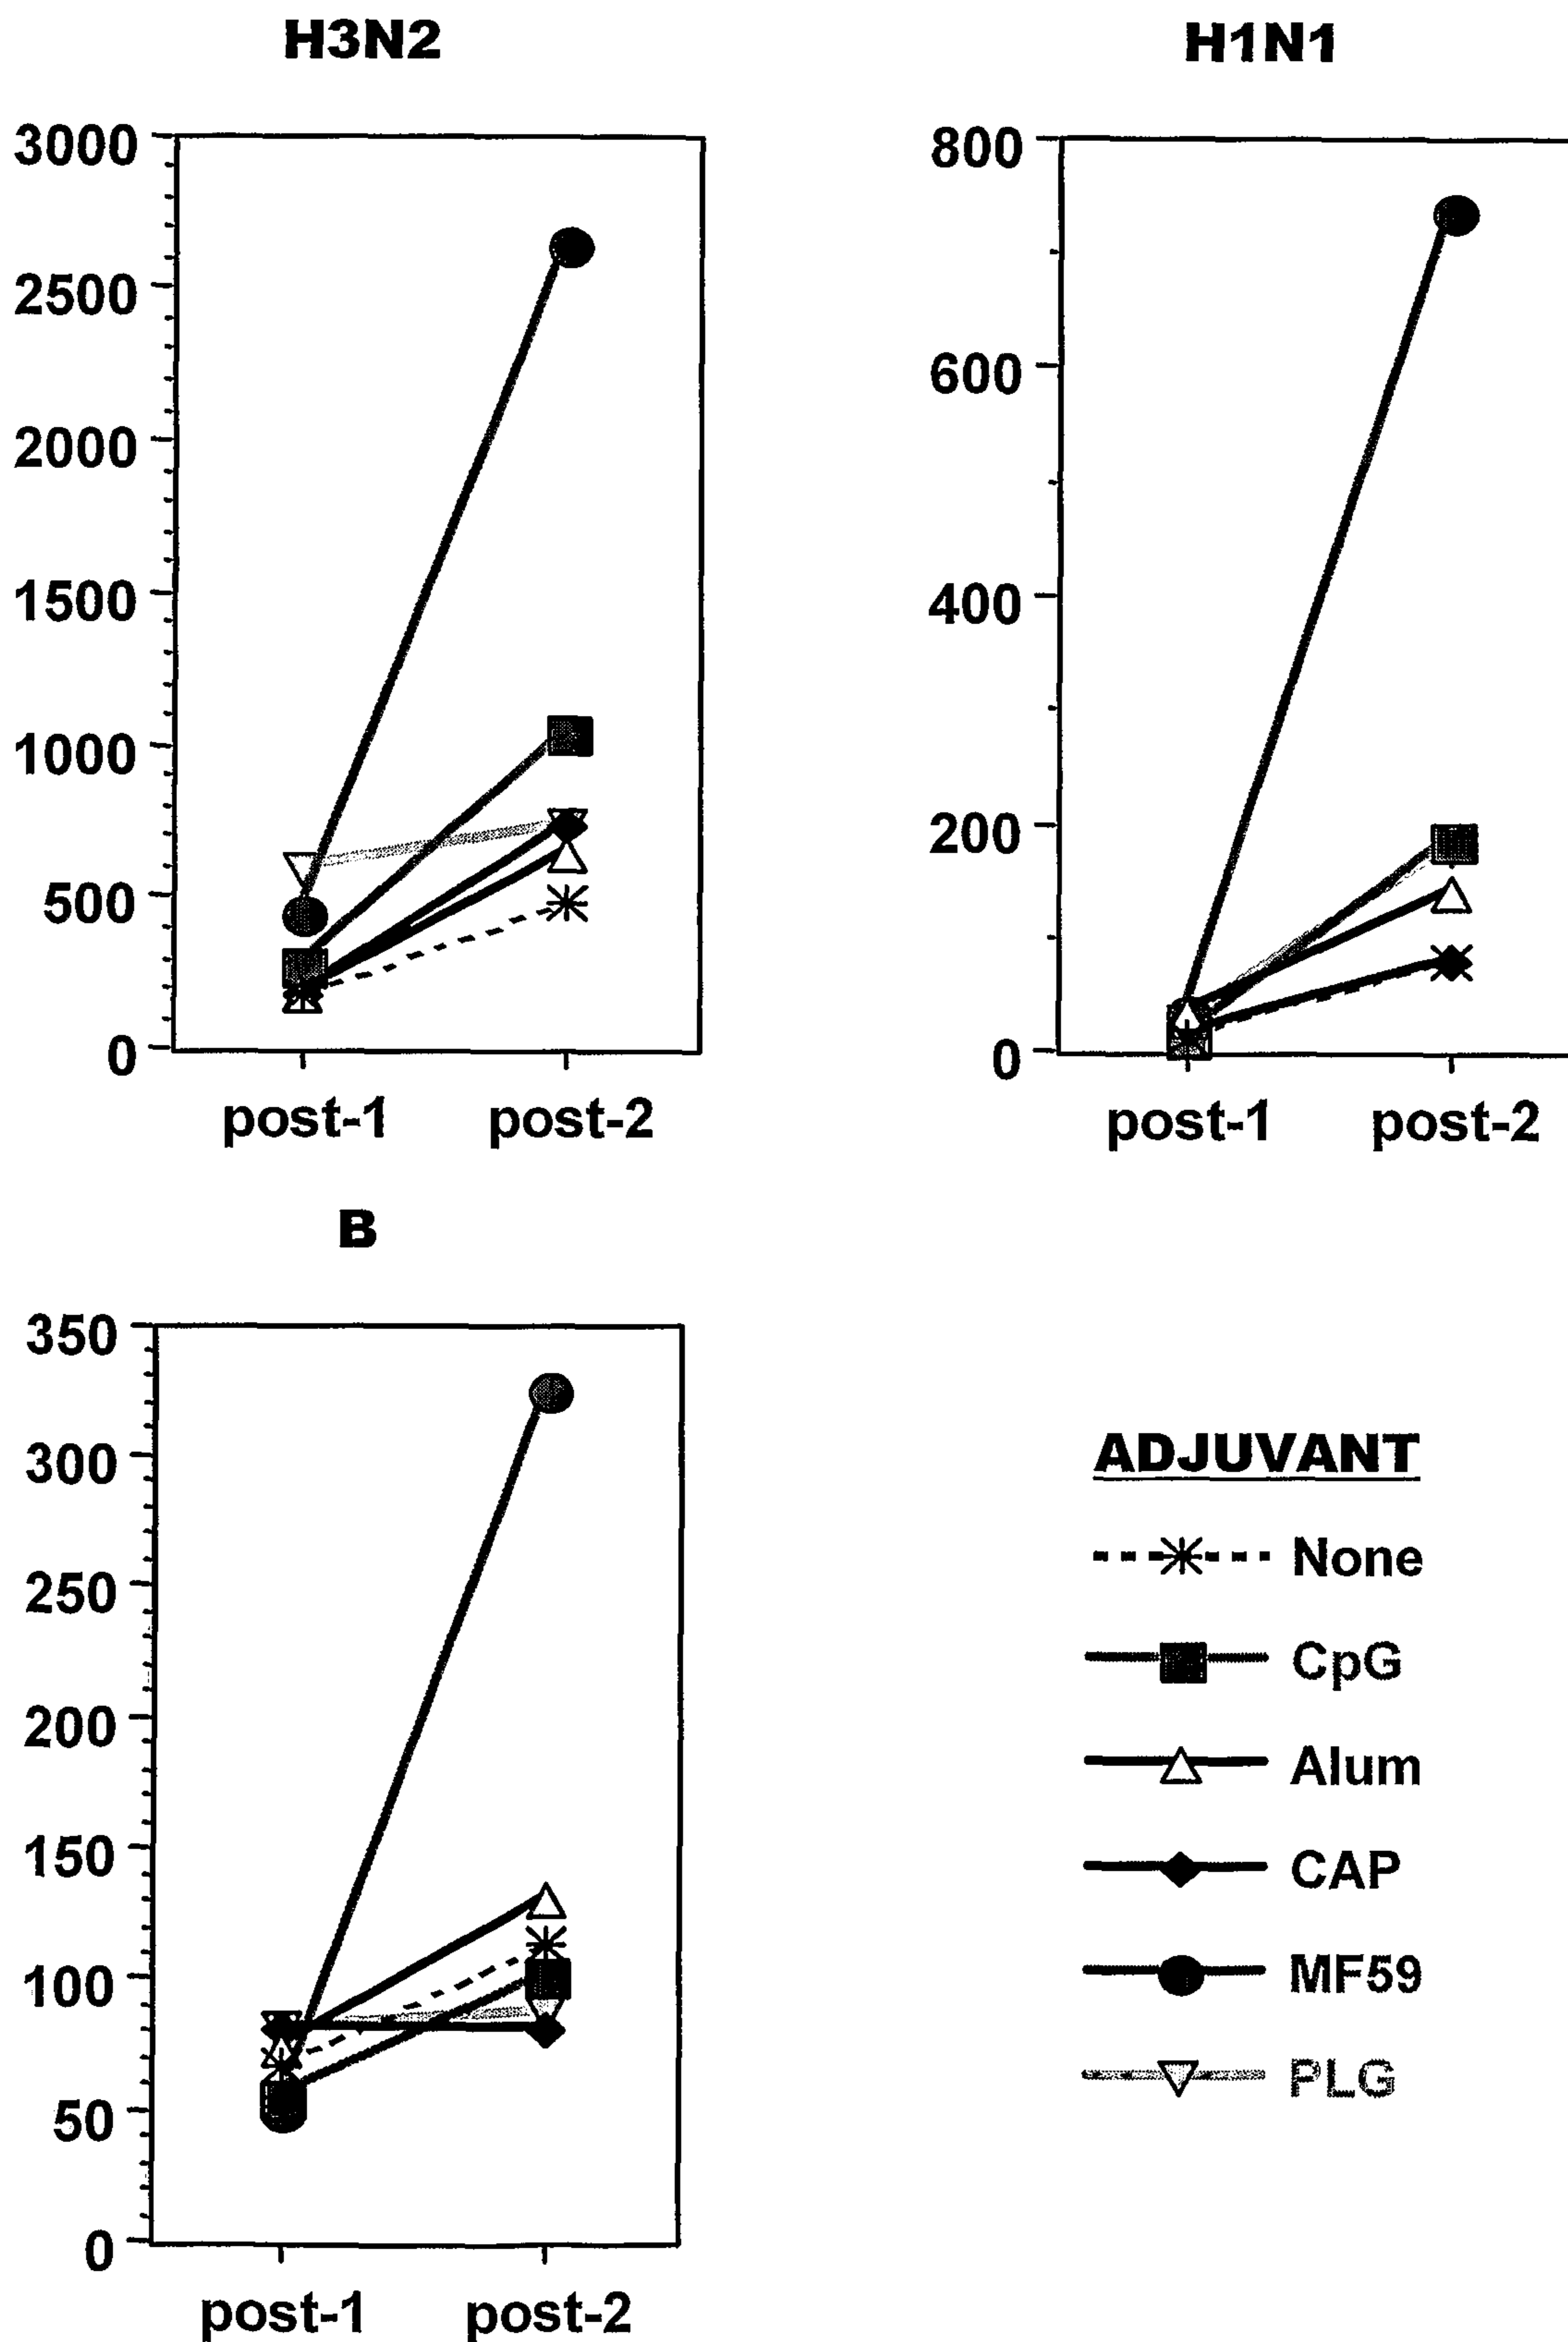 H3N2
3000
2500
2000
1500
1000
500
0
post-1 post-2
H1N1
800
600
400
200
0
post-1 post-2
B
350
300
250
200
150
100
50
0
post-1 post-2
ADJUVANT
None
CpG
Alum
CAP
MF59
PLG